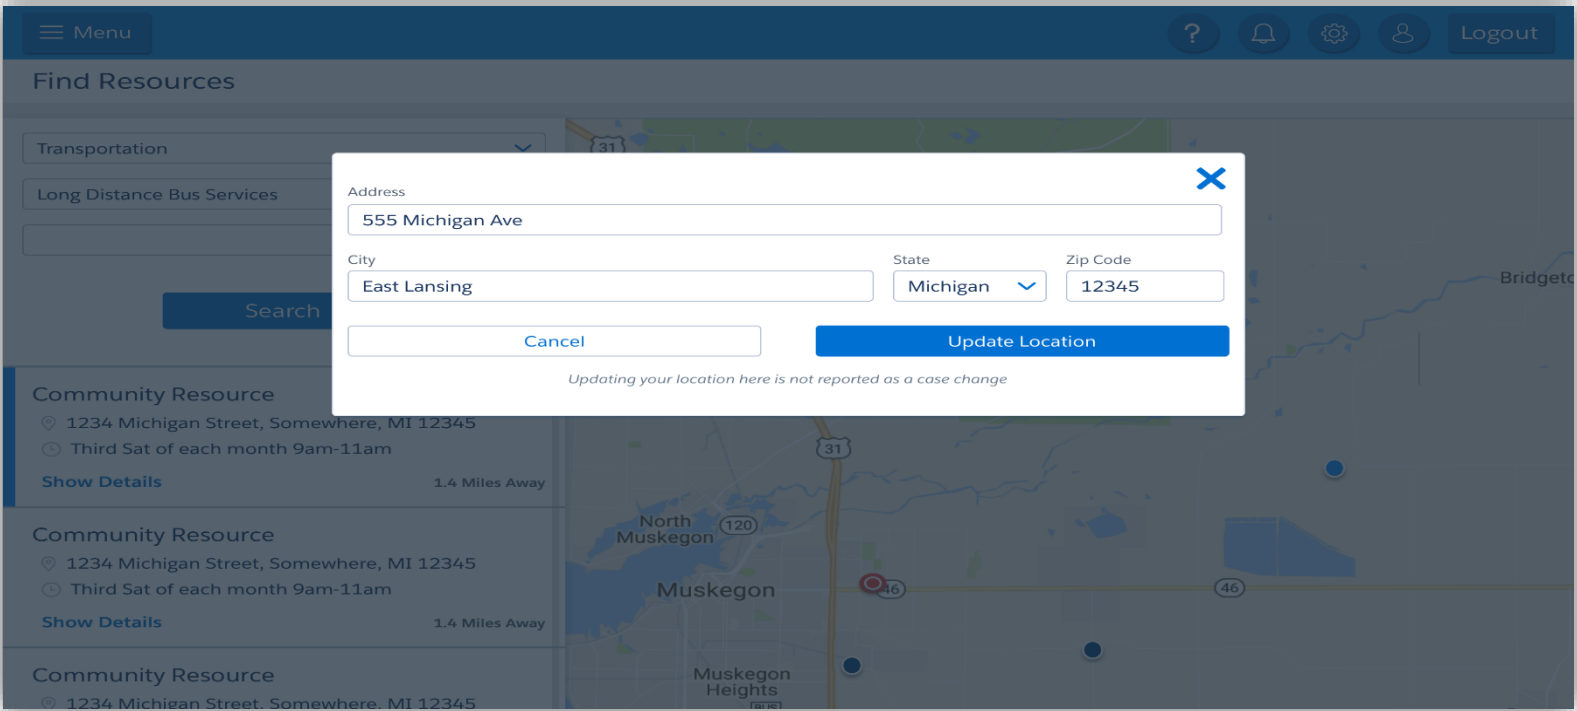 Menu
?
Logout
Find Resources
Transportation
Long Distance Bus Services
Search
Address
555 Michigan Ave
City
East Lansing
State
Michigan
Zip Code
12345
Cancel
Update Location
Updating your location here is not reported as a case change
Community Resource
1234 Michigan Street, Somewhere, MI 12345
Third Sat of each month 9am-11am
Show Details
1.4 Miles Away
Community Resource
1234 Michigan Street, Somewhere, MI 12345
Third Sat of each month 9am-11am
Show Details
1.4 Miles Away
Community Resource
1234 Michigan Street, Somewhere, MI 12345
31
Bridgeto
31
North
Muskegon
120
Muskegon
46
46
Muskegon
Heights
BUS